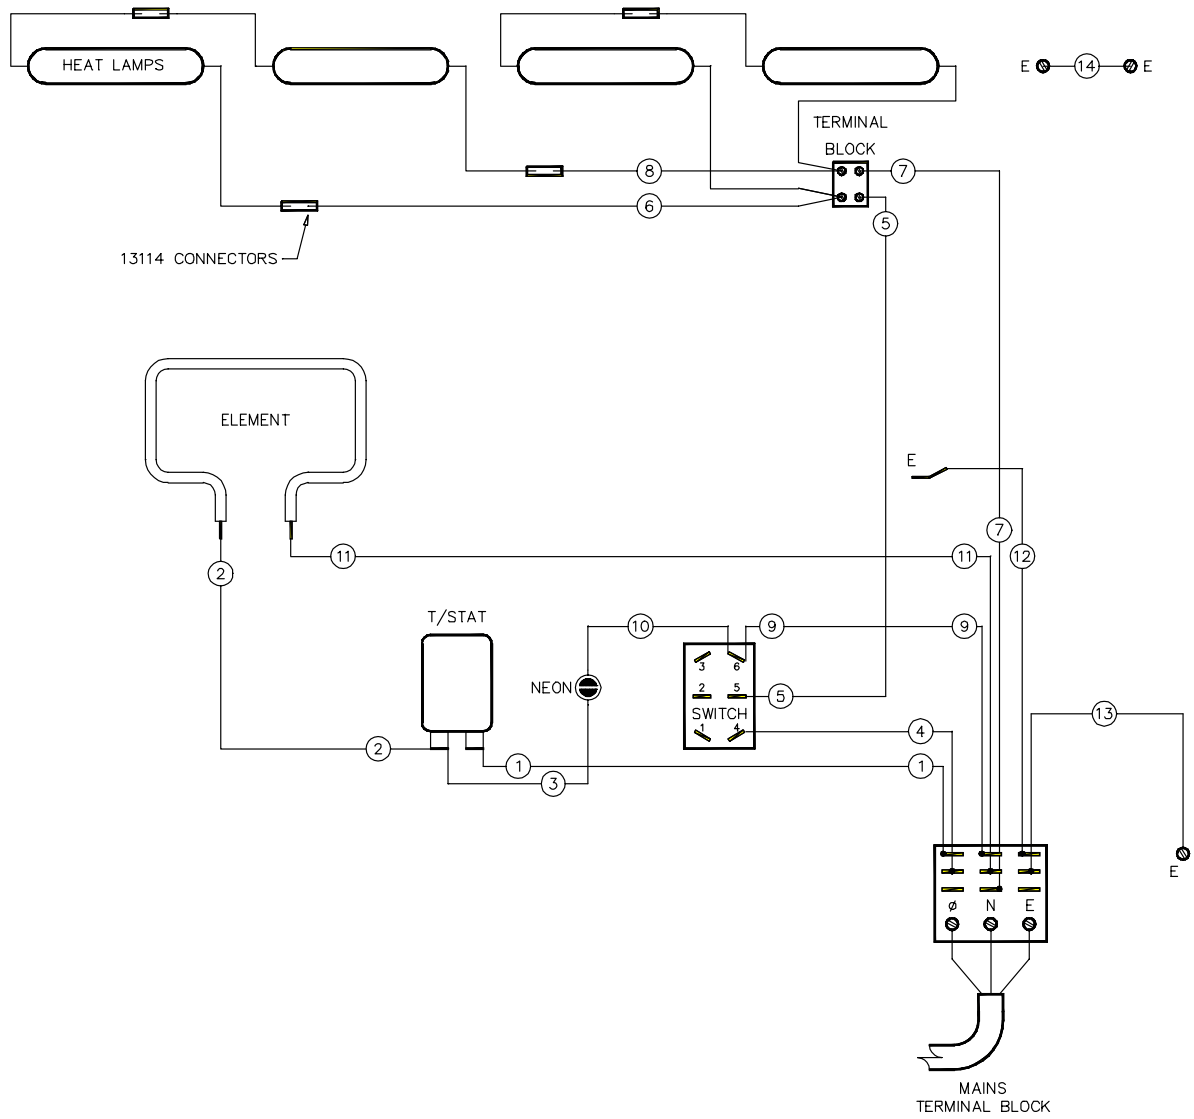 HEAT LAMPS
E 14 E
TERMINAL
BLOCK
8
7
6
5
13114 CONNECTORS
ELEMENT
E
7
11
11
12
2
T/STAT
10
9
9
3
6
NEON
2
5
5
SWITCH
13
1
4
4
2
1
1
3
E
ø N E
MAINS
TERMINAL BLOCK